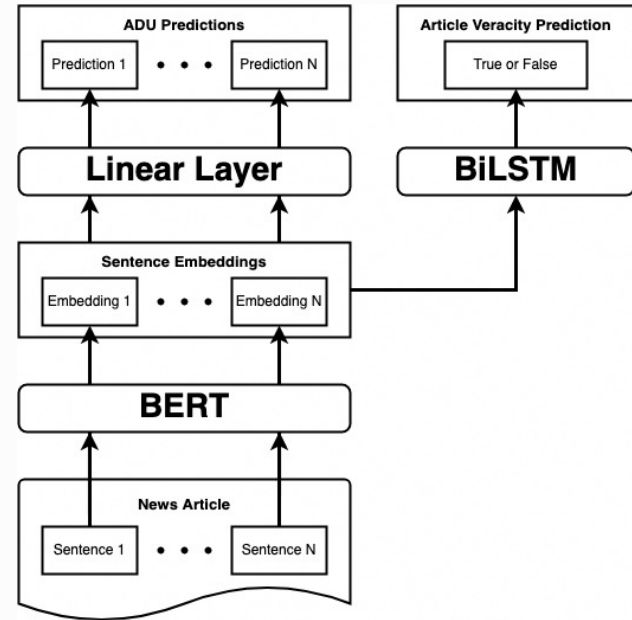 ADU Predictions
Prediction 1 • • • Prediction N
Article Veracity Prediction
True or False
Linear Layer
BiLSTM
Sentence Embeddings
Embedding 1 • • • Embedding N
BERT
News Article
Sentence 1 • • • Sentence N